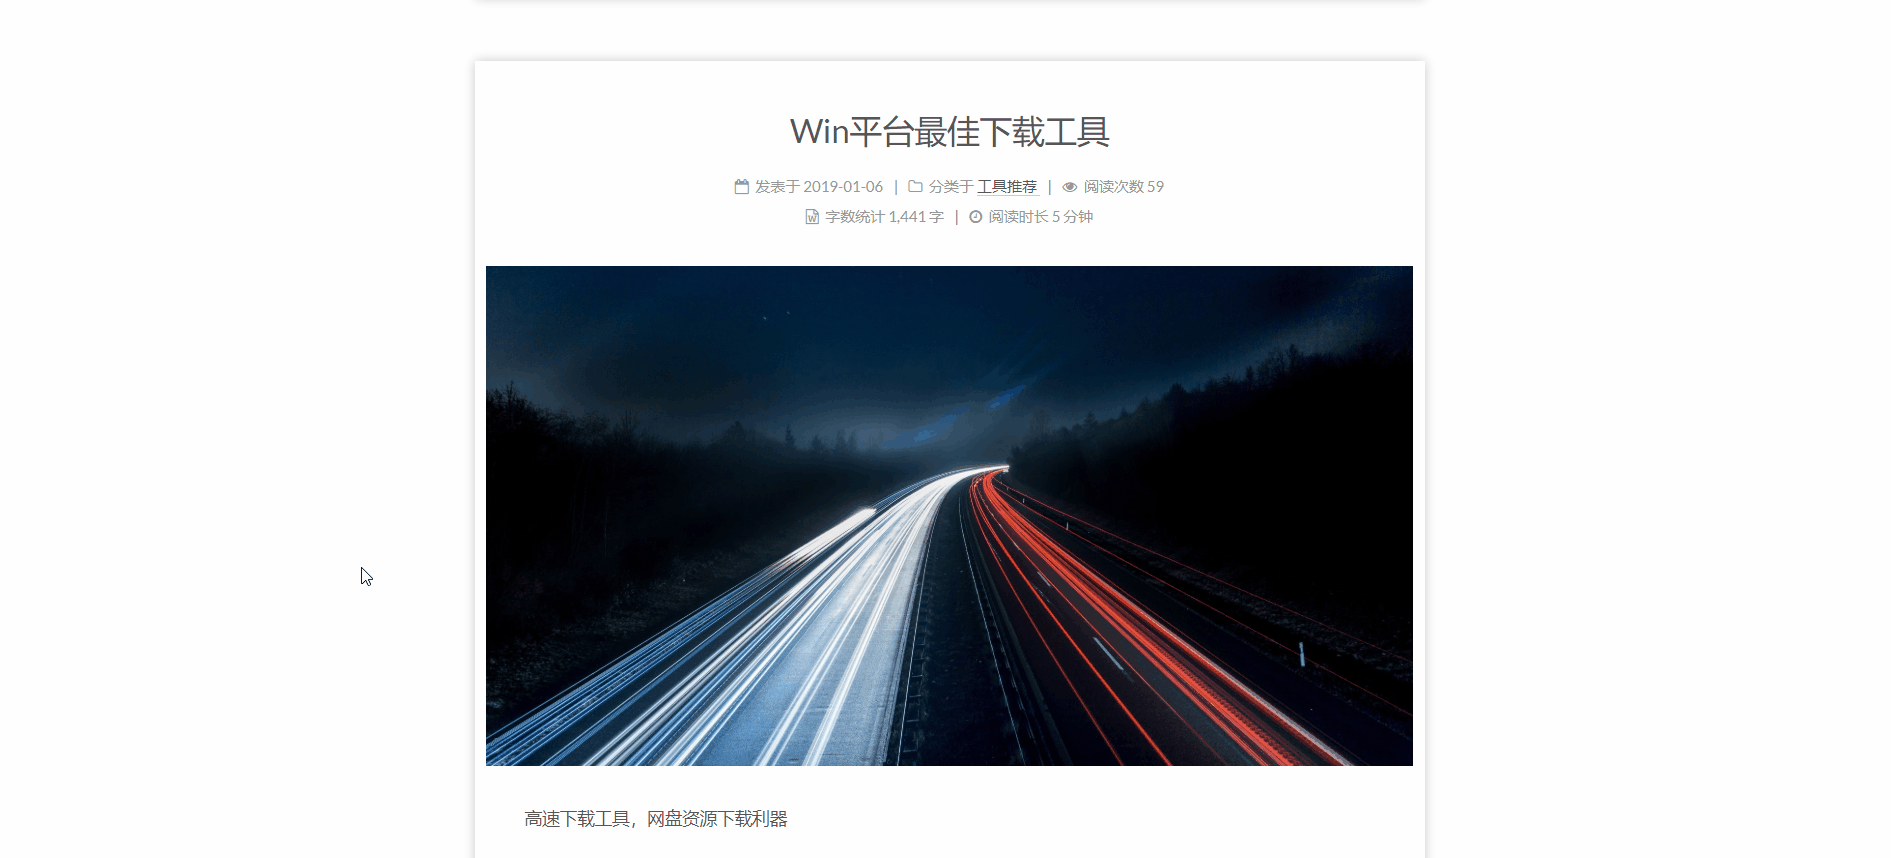 Win平台最佳下载工具
发表于 2019-01-06 | 分类于 工具推荐 | 阅读次数 59
字数统计 1,441 字 | 阅读时长 5 分钟
高速下载工具，网盘资源下载利器